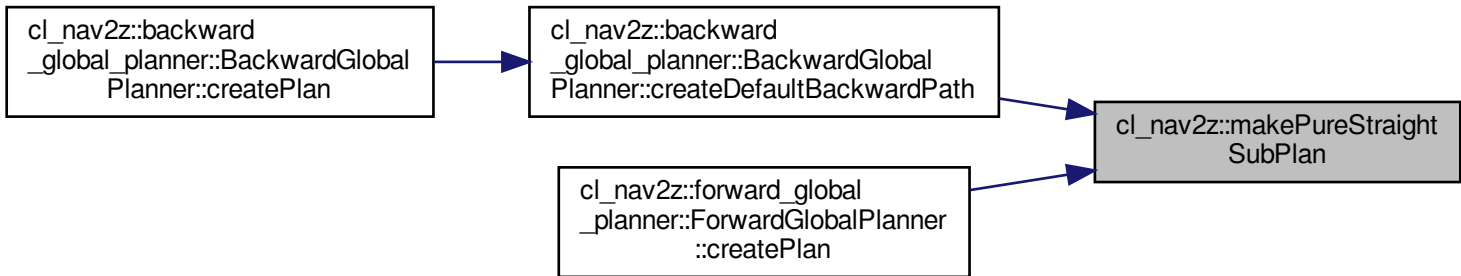 cl_nav2z::backward
_global_planner::BackwardGlobal
Planner::createPlan
cl_nav2z::backward
_global_planner::BackwardGlobal
Planner::createDefaultBackwardPath
cl_nav2z::makePureStraight
SubPlan
cl_nav2z::forward_global
_planner::ForwardGlobalPlanner
::createPlan